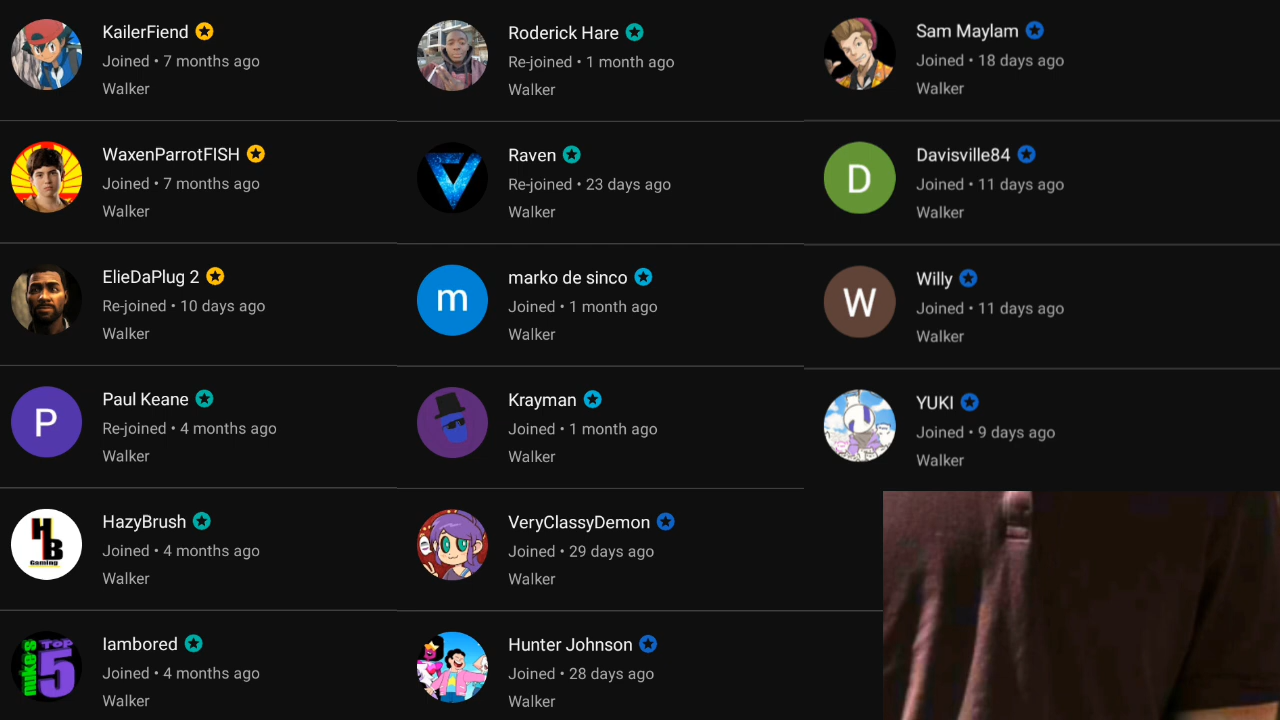 KailerFiend
Joined • 7 months ago
Walker
WaxenParrotFISH
Joined • 7 months ago
Walker
ElieDaPlug 2
Re-joined • 10 days ago
Walker
P
Paul Keane
Re-joined • 4 months ago
Walker
HB
Gaming
HazyBrush
Joined • 4 months ago
Walker
nuke's
TOP
5
Iambored
Joined • 4 months ago
Walker
Roderick Hare
Re-joined • 1 month ago
Walker
Raven
Re-joined • 23 days ago
Walker
m
marko de sinco
Joined • 1 month ago
Walker
Krayman
Joined • 1 month ago
Walker
VeryClassyDemon
Joined • 29 days ago
Walker
Hunter Johnson
Joined • 28 days ago
Walker
Sam Maylam
Joined • 18 days ago
Walker
D
Davisville84
Joined • 11 days ago
Walker
W
Willy
Joined • 11 days ago
Walker
YUKI
Joined • 9 days ago
Walker